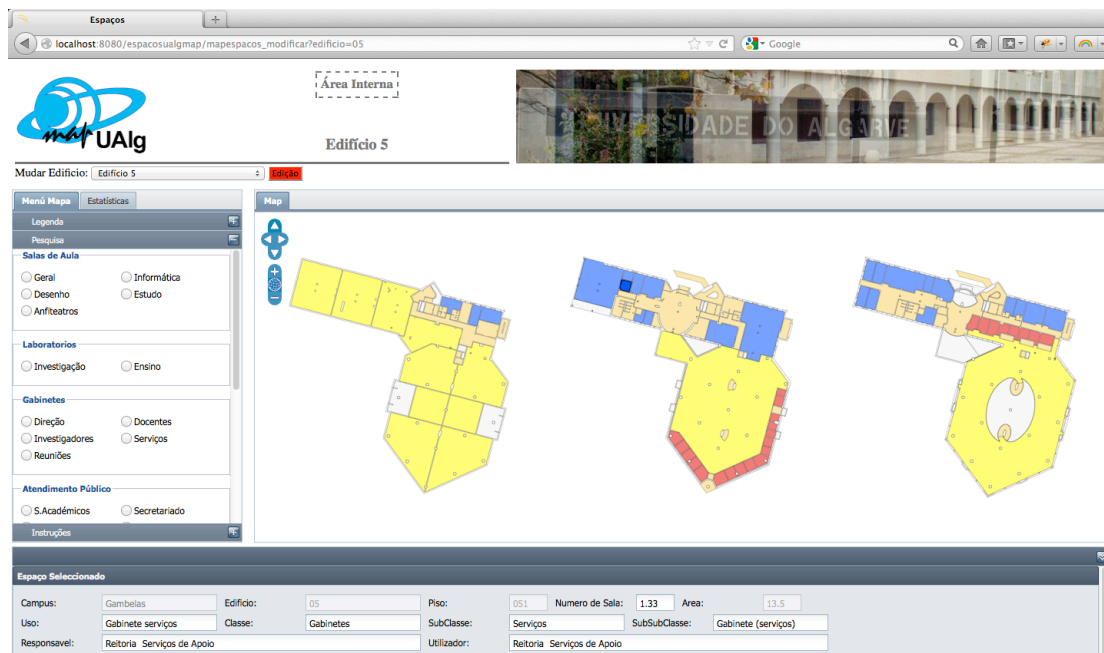 Espaços
localhost:8080/espacosualgmap/mapespacos_modificar?edificio=05
Google
map UAlg
Área Interna
Edifício 5
UNIVERSIDADE DO ALGARVE
Mudar Edificio: Edifício 5 Edição
Menú Mapa Estatísticas
Map
Legenda
Pesquisa
Salas de Aula
Geral Informática
Desenho Estudo
Anfiteatros
Laboratorios
Investigação Ensino
Gabinetes
Direção Docentes
Investigadores Serviços
Reuniões
Atendimento Público
S.Académicos Secretariado
Instruções
Espaço Seleccionado
Campus: Gambelas Edifício: 05 Piso: 051 Numero de Sala: 1.33 Area: 13.5
Uso: Gabinete serviços Classe: Gabinetes SubClasse: Serviços SubSubClasse: Gabinete (serviços)
Responsavel: Reitoria Serviços de Apoio Utilizador: Reitoria Serviços de Apoio